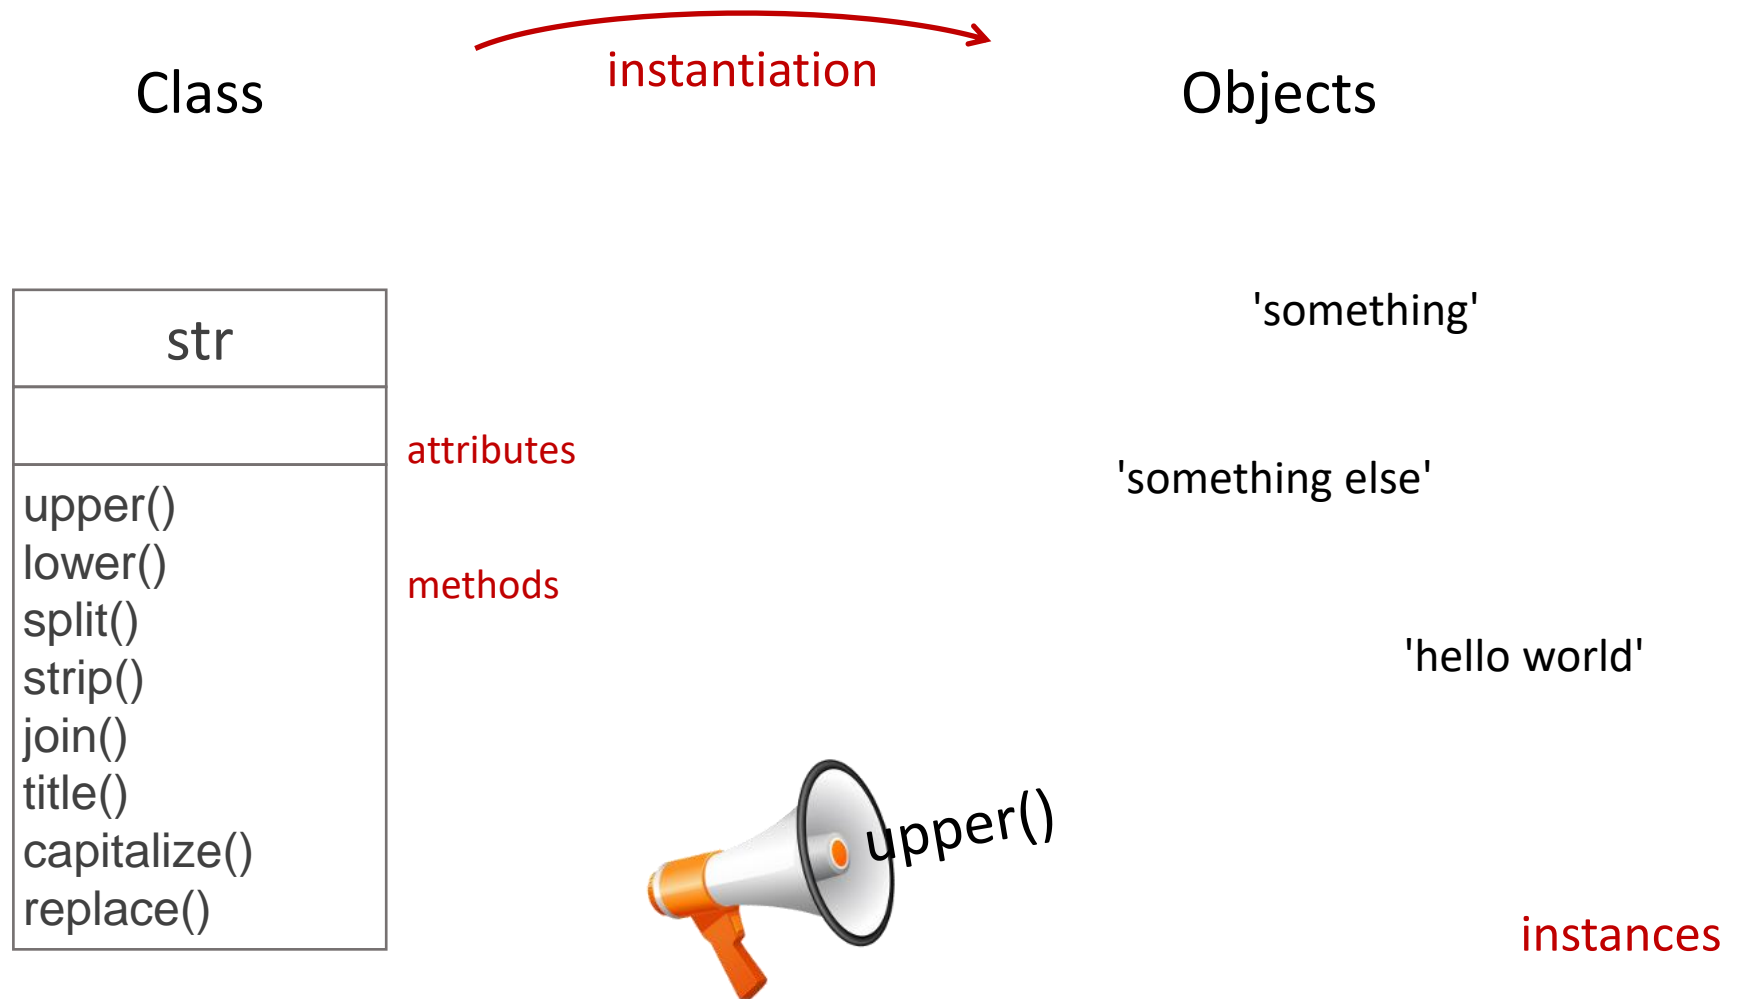 Class
instantiation
Objects
str
attributes
upper()
lower()
split()
strip()
join()
title()
capitalize()
replace()
methods
'something'
'something else'
'hello world'
upper()
instances